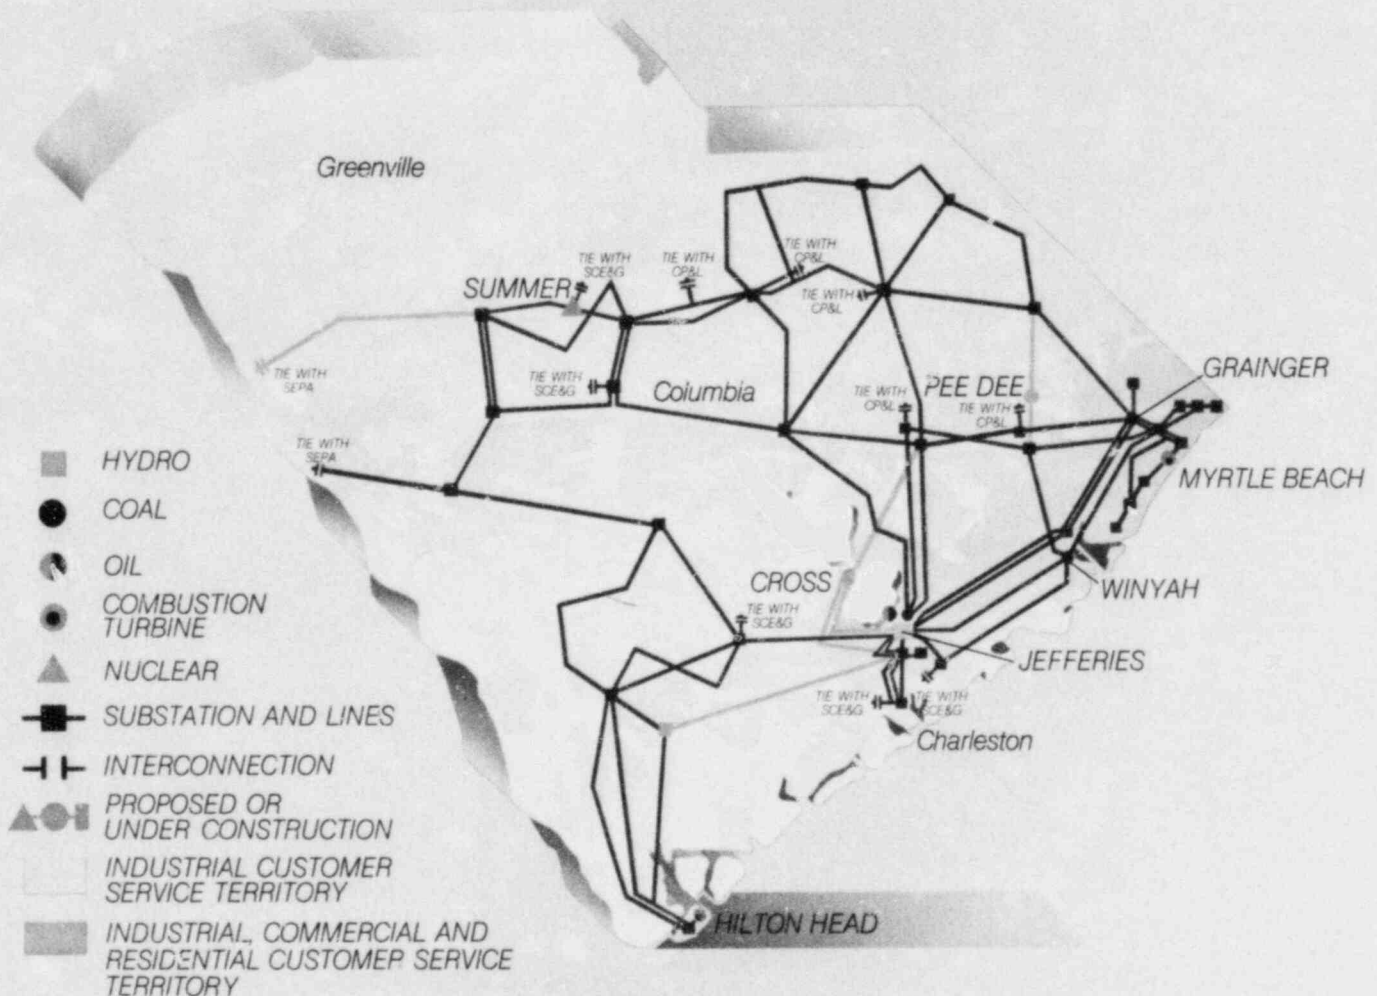 Greenville
TIE WITH
SCE&G
TIE WITH
CP&L
TIE WITH
CP&L
SUMMER
TIE WITH
CP&L
TIE WITH
SEPA
TIE WITH
SCE&G
Columbia
TIE WITH
CP&L
PEE DEE
TIE WITH
CP&L
GRAINGER
TIE WITH
SEPA
MYRTLE BEACH
CROSS
TIE WITH
SCE&G
WINYAH
JEFFERIES
TIE WITH
SCE&G
TIE WITH
SCE&G
Charleston
HILTON HEAD
HYDRO
COAL
OIL
COMBUSTION
TURBINE
NUCLEAR
SUBSTATION AND LINES
INTERCONNECTION
PROPOSED OR
UNDER CONSTRUCTION
INDUSTRIAL CUSTOMER
SERVICE TERRITORY
INDUSTRIAL, COMMERCIAL AND
RESIDENTIAL CUSTOMER SERVICE
TERRITORY